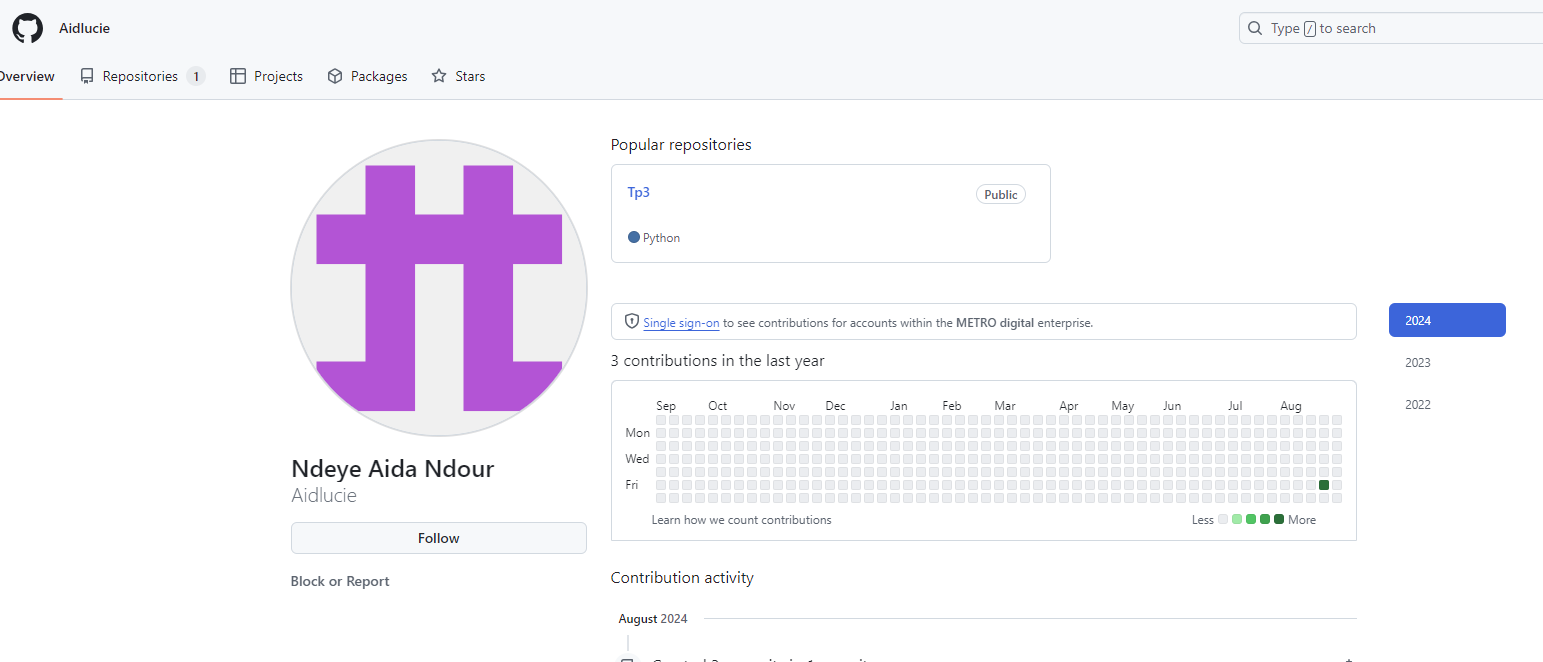 Aidlucie
Type / to search
Overview Repositories 1 Projects Packages Stars
Popular repositories
Tp3 Public
Python
Single sign-on to see contributions for accounts within the METRO digital enterprise.
2024
3 contributions in the last year
2023
2022
Sep Oct Nov Dec Jan Feb Mar Apr May Jun Jul Aug
Mon
Wed
Fri
Learn how we count contributions Less More
Ndeye Aida Ndour
Aidlucie
Follow
Block or Report
Contribution activity
August 2024